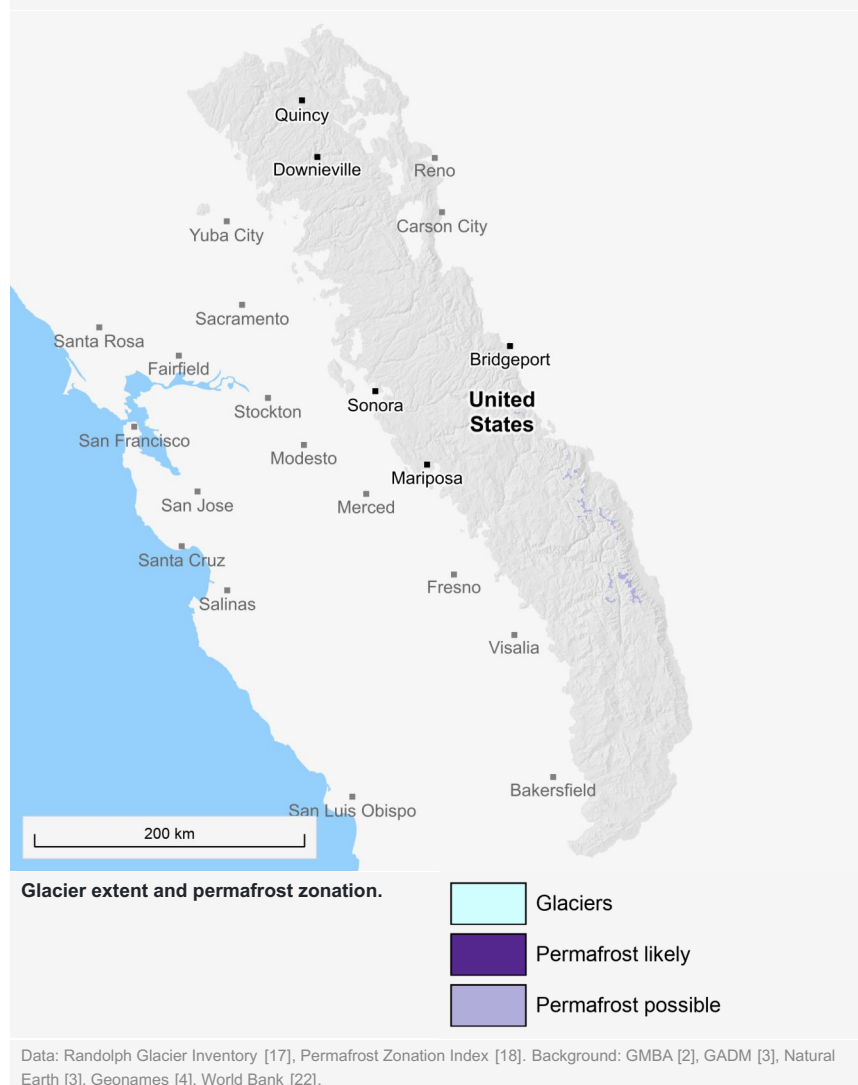 Quincy
Downieville
Reno
Yuba City
Carson City
Sacramento
Santa Rosa
Fairfield
Bridgeport
Stockton
Sonora
United
States
San Francisco
Modesto
Mariposa
San Jose
Merced
Santa Cruz
Fresno
Salinas
Visalia
Bakersfield
San Luis Obispo
200 km
Glacier extent and permafrost zonation.
Glaciers
Permafrost likely
Permafrost possible
Data: Randolph Glacier Inventory [17], Permafrost Zonation Index [18]. Background: GMBA [2], GADM [3], Natural
Earth [3], Geonames [4], World Bank [22].